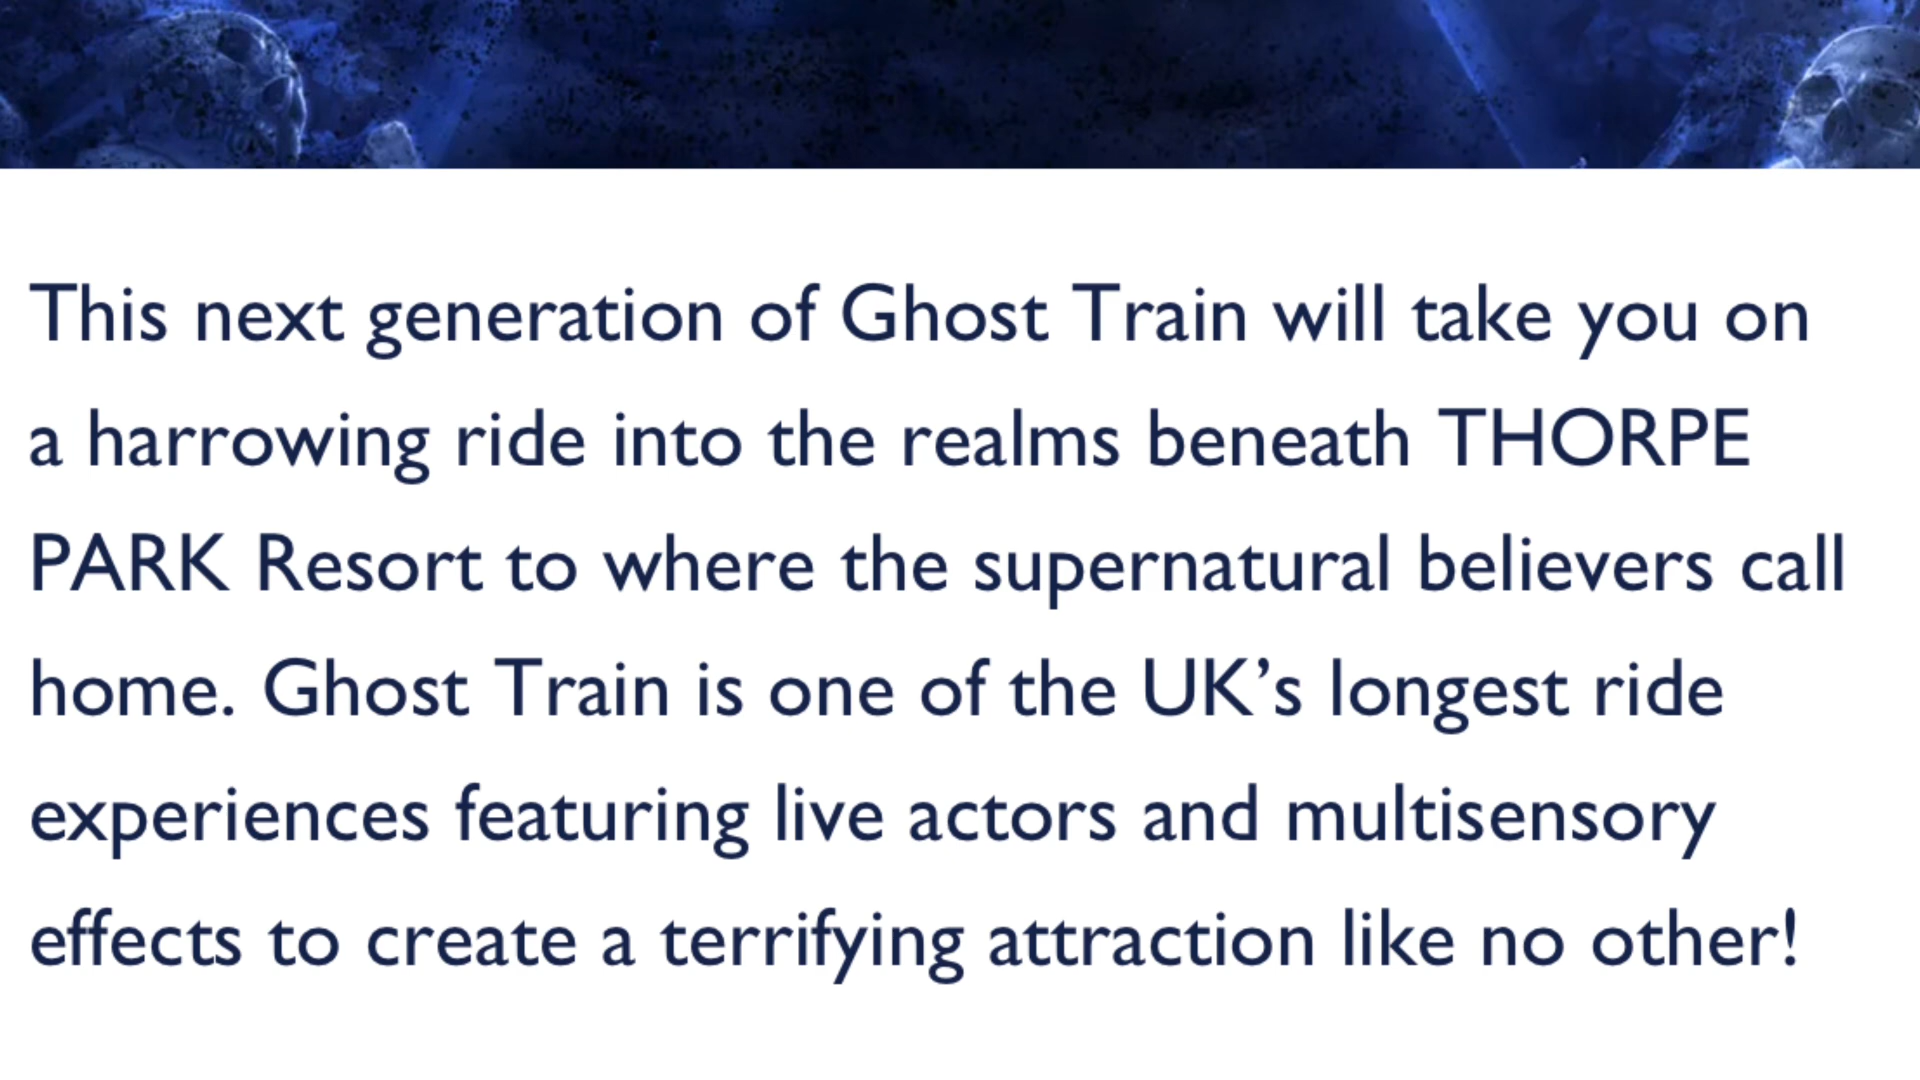 This next generation of Ghost Train will take you on
a harrowing ride into the realms beneath THORPE
PARK Resort to where the supernatural believers call
home. Ghost Train is one of the UK’s longest ride
experiences featuring live actors and multisensory
effects to create a terrifying attraction like no other!